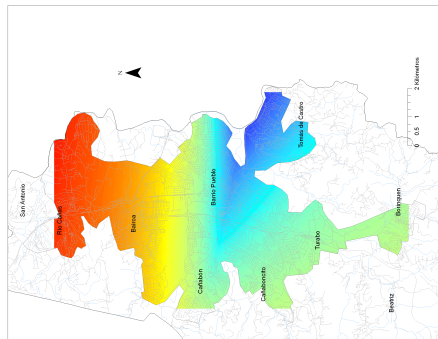 San Antonio
Río Cañas
Bairoa
Cañabón
Barrio Pueblo
Cañaboncito
Turabo
Tomás de Castro
Borinquen
Beatriz
N
0 0.5 1 2 Kilometros